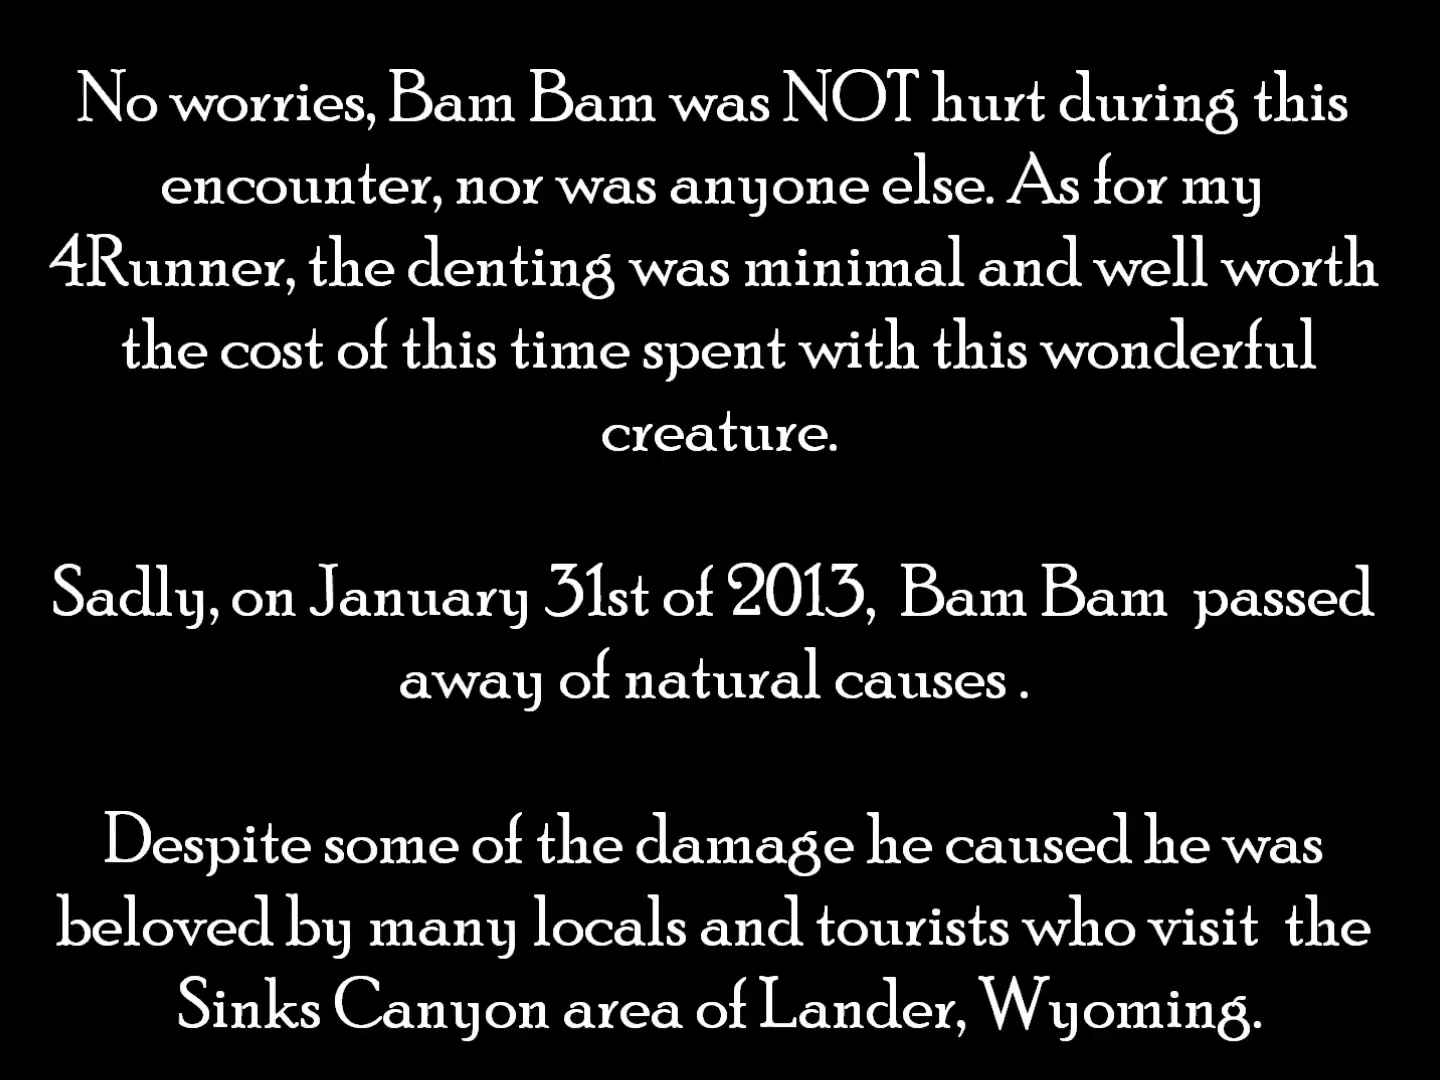 No worries, Bam Bam was NOT hurt during this
encounter, nor was anyone else. As for my
4Runner, the denting was minimal and well worth
the cost of this time spent with this wonderful
creature.
Sadly, on January 31st of 2013, Bam Bam passed
away of natural causes .
Despite some of the damage he caused he was
beloved by many locals and tourists who visit the
Sinks Canyon area of Lander, Wyoming.